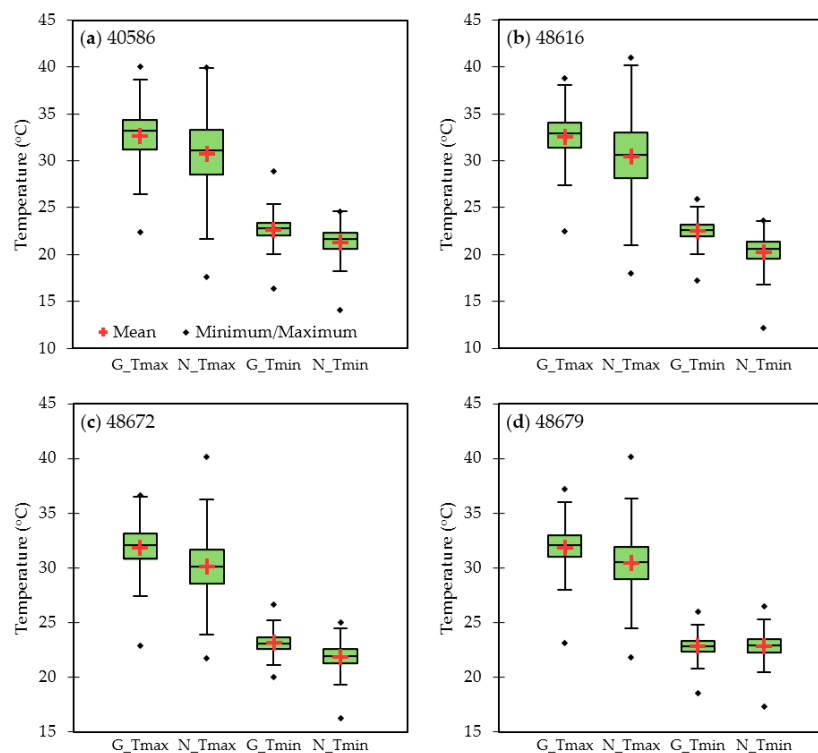 (a) 40586
45
40
35
30
25
20
15
10
Temperature (°C)
Mean
Minimum/Maximum
G_Tmax N_Tmax G_Tmin N_Tmin
(b) 48616
45
40
35
30
25
20
15
10
Temperature (°C)
G_Tmax N_Tmax G_Tmin N_Tmin
(c) 48672
45
40
35
30
25
20
15
Temperature (°C)
G_Tmax N_Tmax G_Tmin N_Tmin
(d) 48679
45
40
35
30
25
20
15
Temperature (°C)
G_Tmax N_Tmax G_Tmin N_Tmin